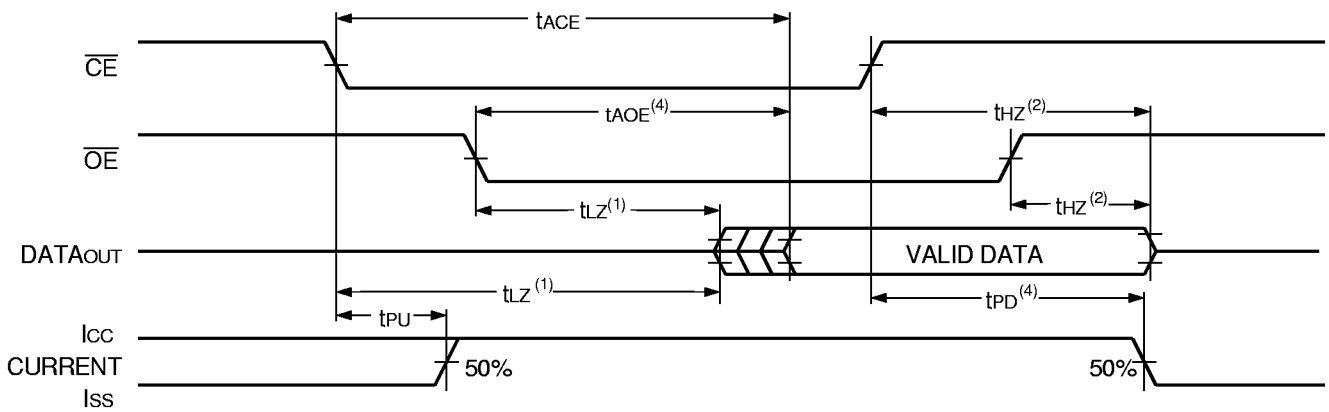 tACE
CE
tAOE(4)
tHZ(2)
OE
tLZ(1)
tHZ(2)
DATAOUT
VALID DATA
tLZ(1)
tPD(4)
tPU
ICC
CURRENT
50%
50%
ISS